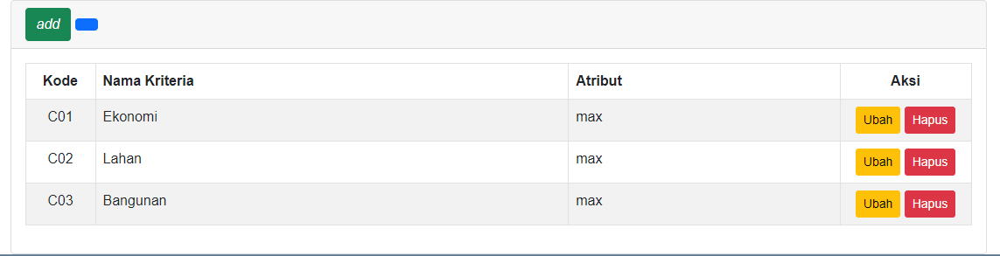 add
Kode Nama Kriteria Atribut Aksi
C01 Ekonomi max Ubah Hapus
C02 Lahan max Ubah Hapus
C03 Bangunan max Ubah Hapus